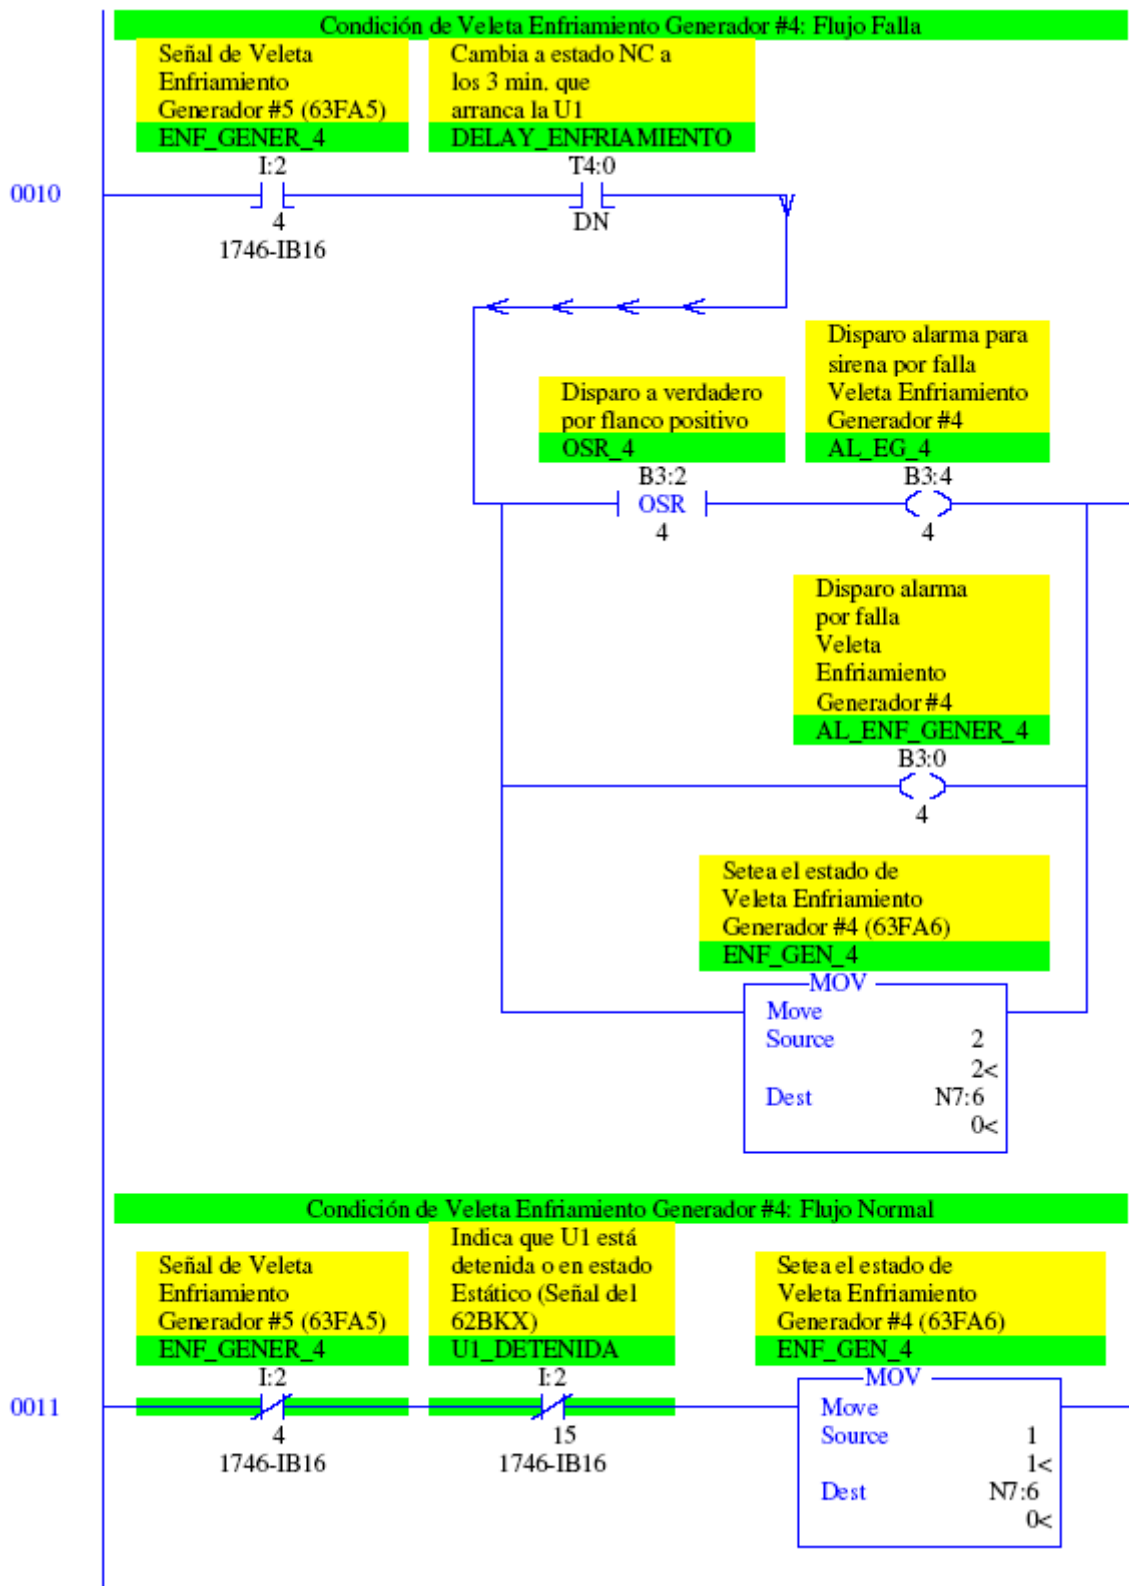 Condición de Veleta Enfriamiento Generador #4: Flujo Falla
Señal de Veleta
Enfriamiento
Generador #5 (63FA5)
ENF_GENER_4
I:2
4
1746-IB16
Cambia a estado NC a
los 3 min. que
arranca la U1
DELAY_ENFRIAMIENTO
T4:0
DN
0010
Disparo a verdadero
por flanco positivo
OSR_4
B3:2
OSR
4
Disparo alarma para
sirena por falla
Veleta Enfriamiento
Generador #4
AL_EG_4
B3:4
4
Disparo alarma
por falla
Veleta
Enfriamiento
Generador #4
AL_ENF_GENER_4
B3:0
4
Setea el estado de
Veleta Enfriamiento
Generador #4 (63FA6)
ENF_GEN_4
MOV
Move
Source 2
2<
Dest N7:6
0<
Condición de Veleta Enfriamiento Generador #4: Flujo Normal
Señal de Veleta
Enfriamiento
Generador #5 (63FA5)
ENF_GENER_4
I:2
4
1746-IB16
Indica que U1 está
detenida o en estado
Estático (Señal del
62BKX)
U1_DETENIDA
I:2
15
1746-IB16
Setea el estado de
Veleta Enfriamiento
Generador #4 (63FA6)
ENF_GEN_4
MOV
Move
Source 1
1<
Dest N7:6
0<
0011